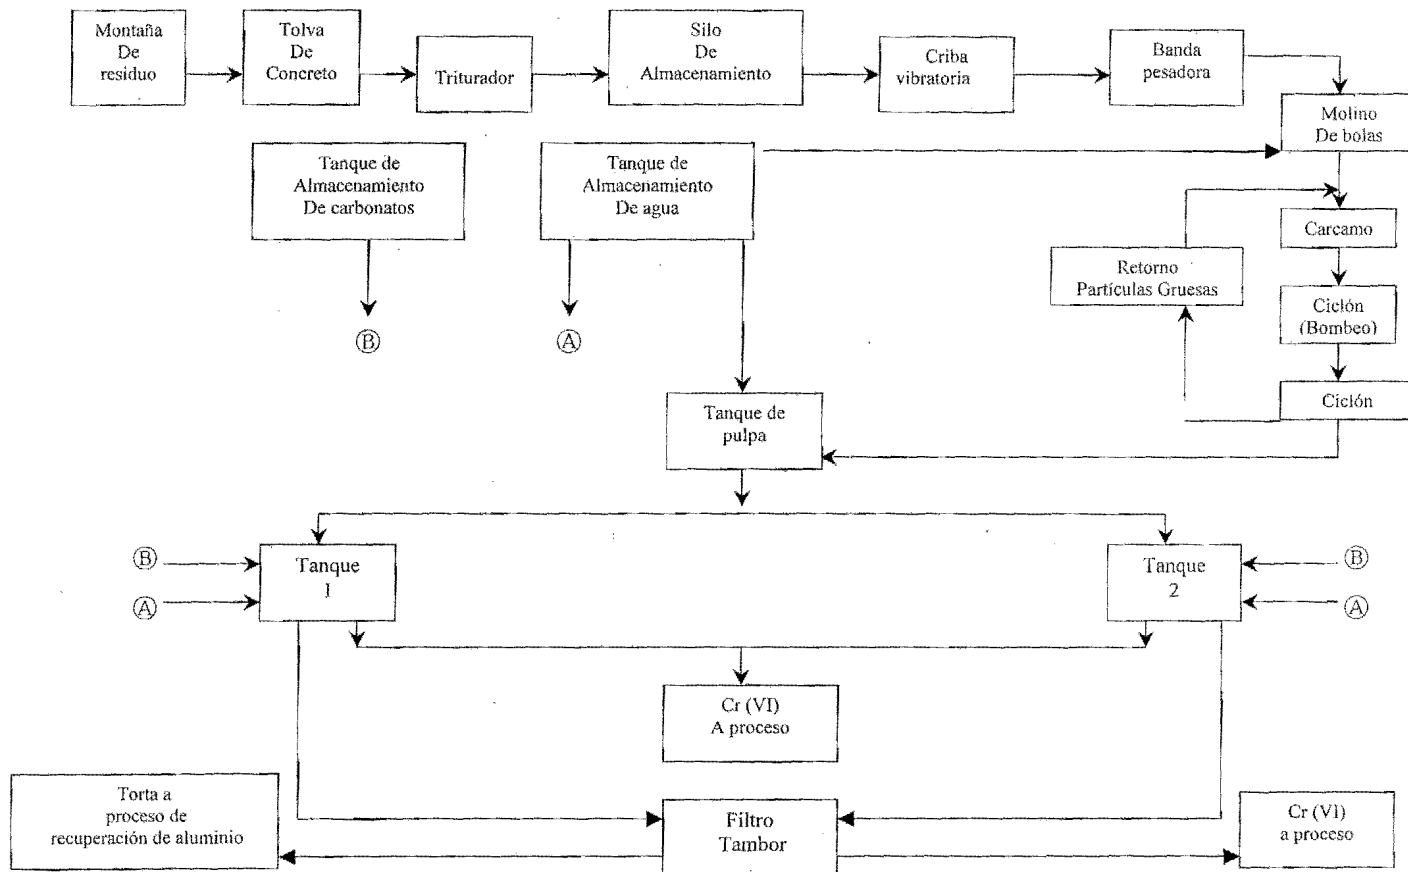 Montaña
De
residuo
Tolva
De
Concreto
Triturador
Silo
De
Almacenamiento
Criba
vibratoria
Banda
pesadora
Molino
De bolas
Tanque de
Almacenamiento
De carbonatos
Tanque de
Almacenamiento
De agua
Carcamo
Retorno
Partículas Gruesas
Ciclón
(Bombeo)
Ⓑ
Ⓐ
Ciclón
Tanque de
pulpa
Ⓑ
Ⓐ
Tanque
1
Tanque
2
Ⓑ
Ⓐ
Cr (VI)
A proceso
Torta a
proceso de
recuperación de aluminio
Filtro
Tambor
Cr (VI)
a proceso